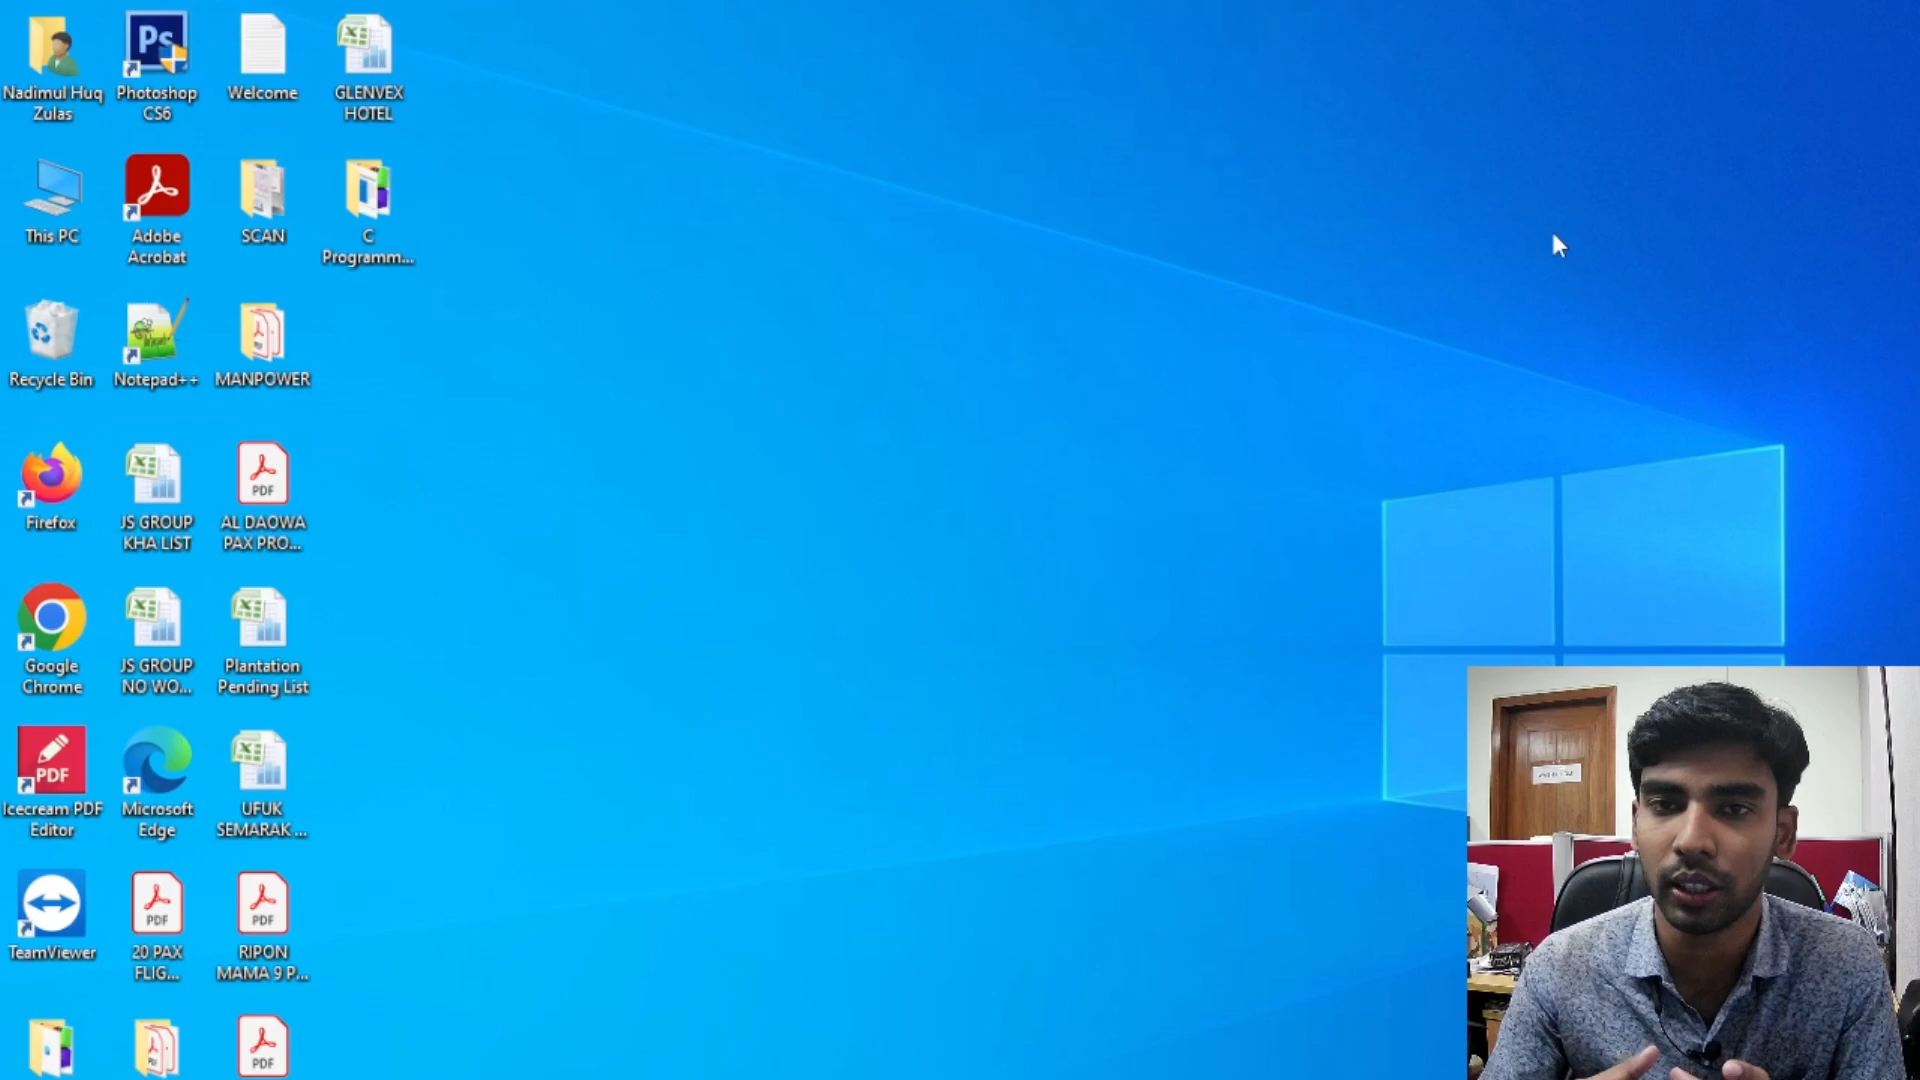 Nadimul Huq
Zulas
Photoshop
CS6
Welcome
GLENVEX
HOTEL
This PC
Adobe
Acrobat
SCAN
C
Programm...
Recycle Bin
Notepad++
MANPOWER
Firefox
JS GROUP
KHA LIST
AL DAOWA
PAX PRO...
Google
Chrome
JS GROUP
NO WO...
Plantation
Pending List
Icecream PDF
Editor
Microsoft
Edge
UFUK
SEMARAK ...
TeamViewer
20 PAX
FLIG...
RIPON
MAMA 9 P...
Ps
PDF
PDF
PDF
PDF
PDF